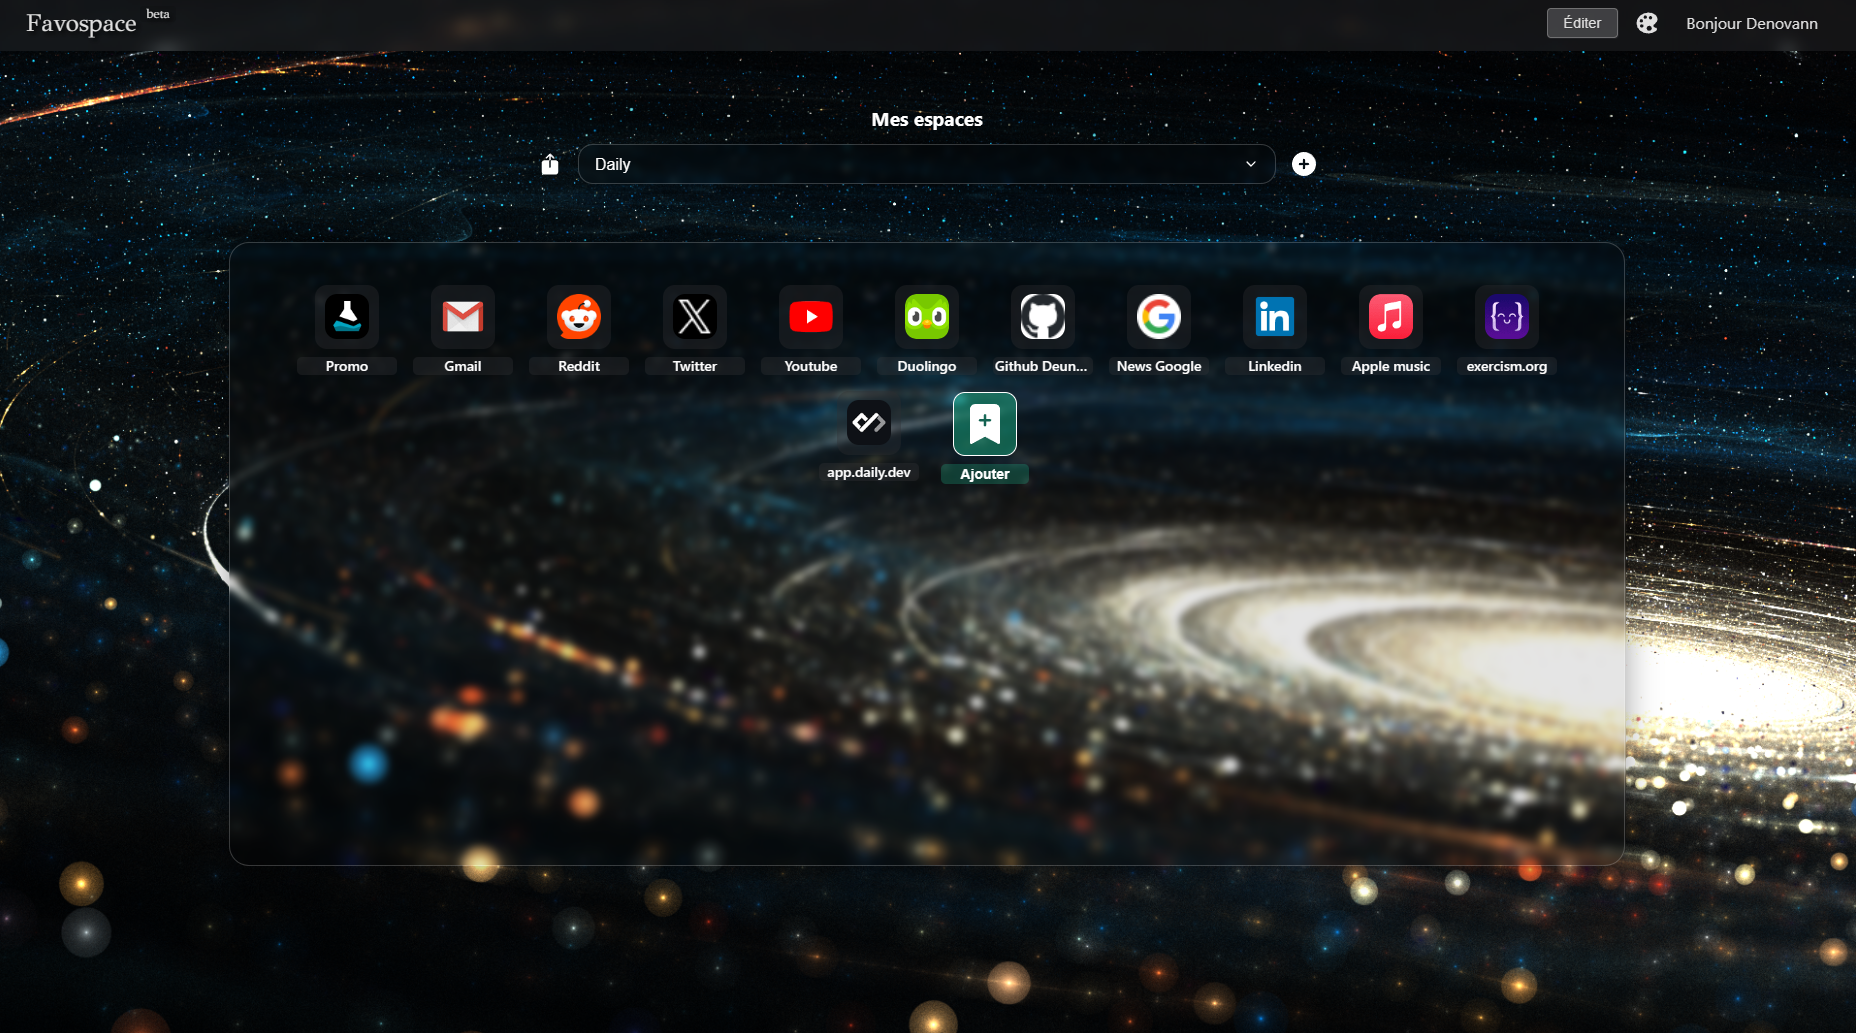 Favospace beta
Éditer
Bonjour Denovann
Mes espaces
Daily
Promo
Gmail
Reddit
Twitter
Youtube
Duolingo
Github Deun...
News Google
Linkedin
Apple music
exercism.org
app.daily.dev
Ajouter